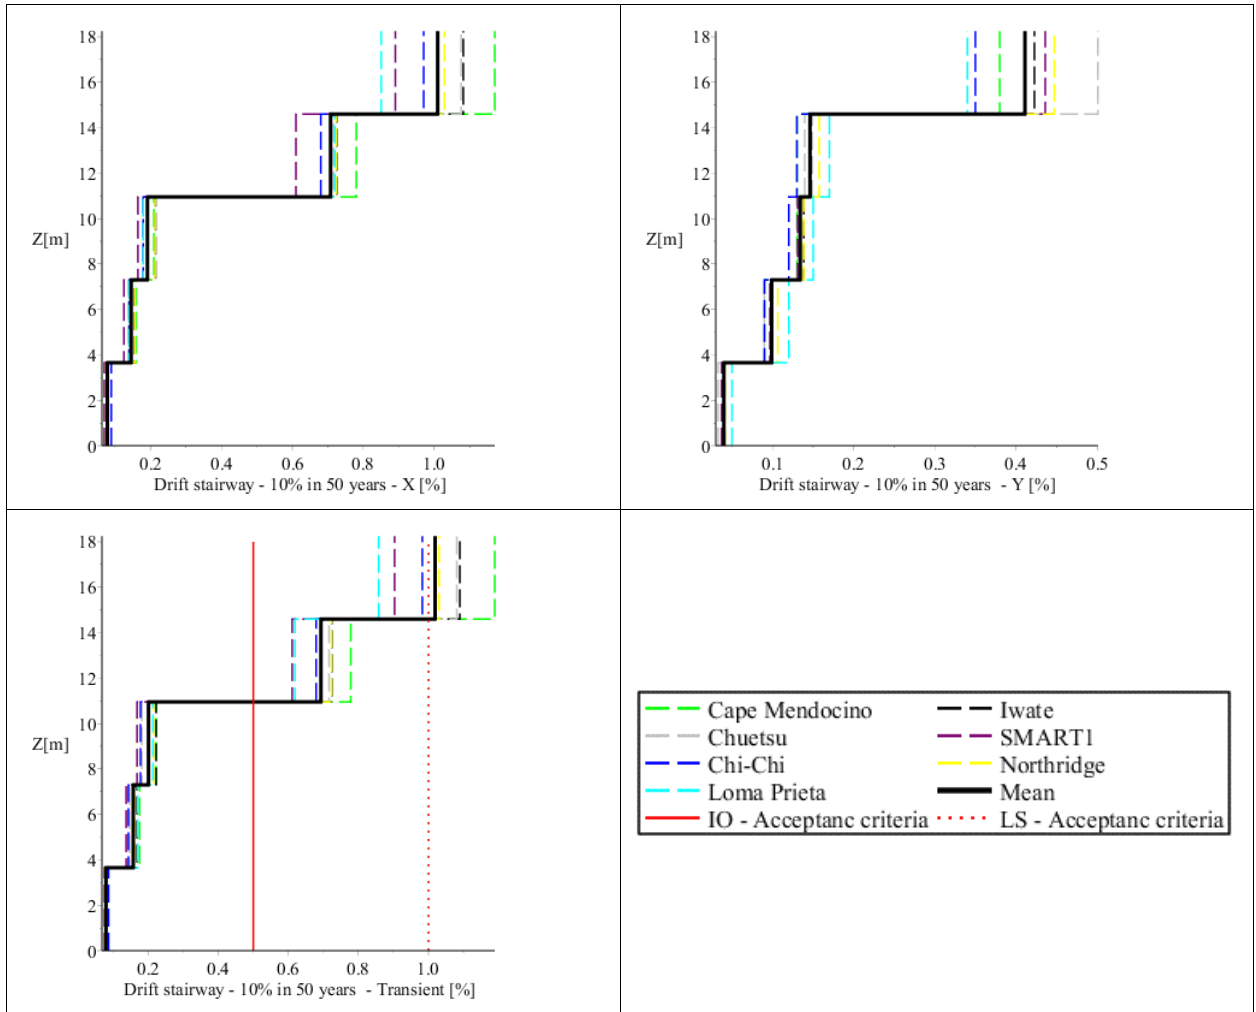 18
16
14
12
10
Z[m]
8
6
4
2
0
0.2 0.4 0.6 0.8 1.0
Drift stairway - 10% in 50 years - X [%]
18
16
14
12
10
Z[m]
8
6
4
2
0
0.1 0.2 0.3 0.4 0.5
Drift stairway - 10% in 50 years - Y [%]
18
16
14
12
10
Z[m]
8
6
4
2
0
0.2 0.4 0.6 0.8 1.0
Drift stairway - 10% in 50 years - Transient [%]
Cape Mendocino Iwate
Chuetsu SMART1
Chi-Chi Northridge
Loma Prieta Mean
IO - Acceptanc criteria LS - Acceptanc criteria